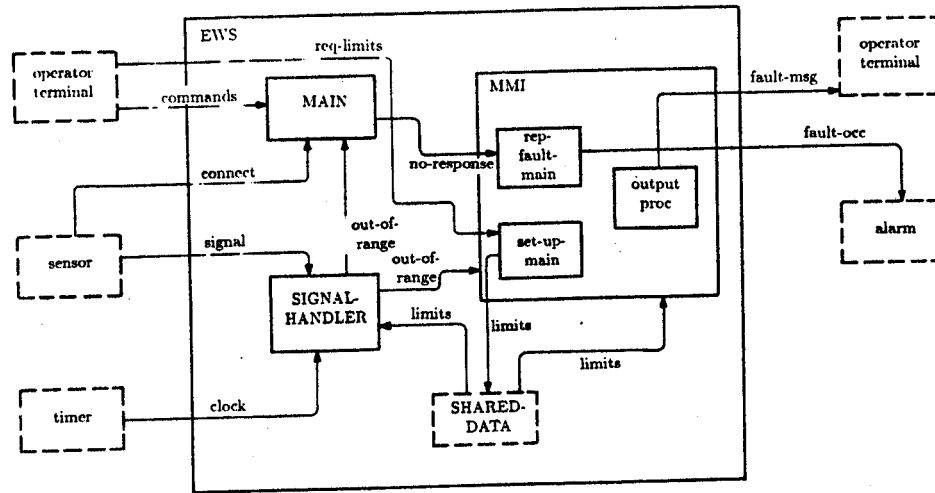 EWS
req-limits
operator
terminal
MAIN
commands
MMI
fault-msg
operator
terminal
no-response
rep-
fault-
main
fault-occ
connect
output
proc
out-of-
range
signal
sensor
out-of-
range
set-up-
main
alarm
SIGNAL-
HANDLER
limits
limits
limits
timer
clock
SHARED-
DATA